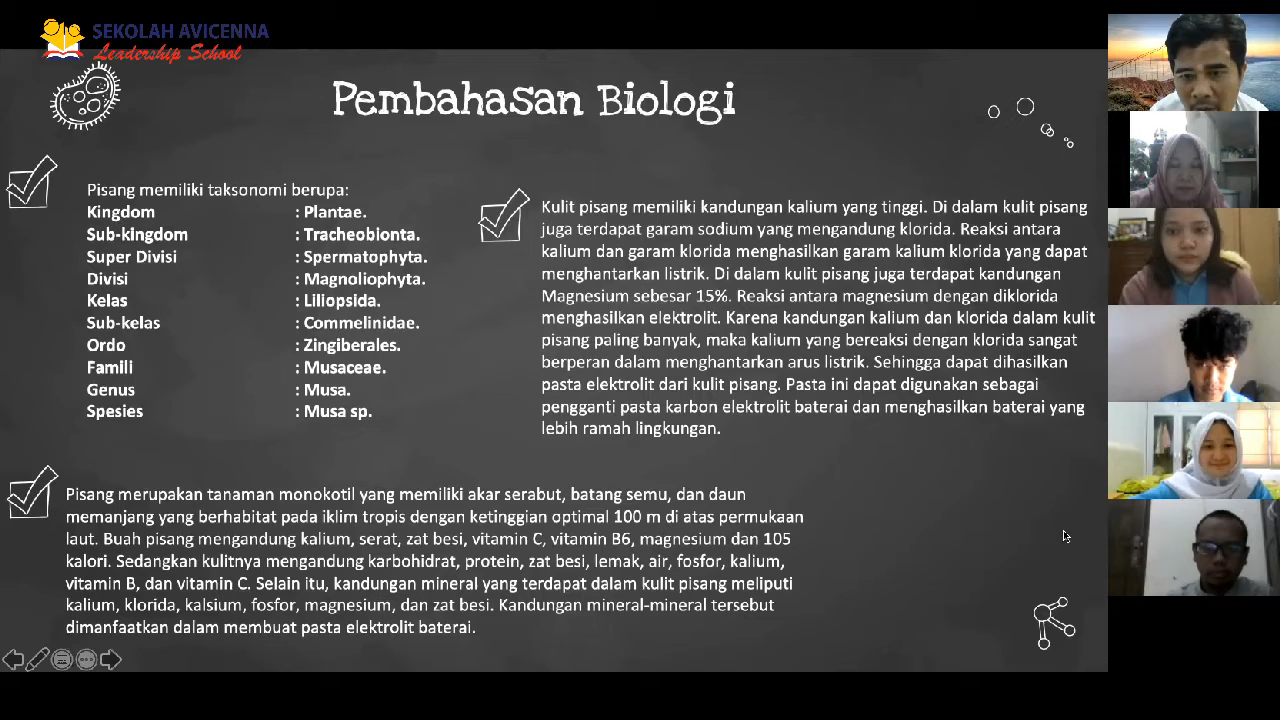 SEKOLAH AVICENNA
Leadership School
Pembahasan Biologi
Pisang memiliki taksonomi berupa:
Kingdom : Plantae.
Sub-kingdom : Tracheobionta.
Super Divisi : Spermatophyta.
Divisi : Magnoliophyta.
Kelas : Liliopsida.
Sub-kelas : Commelinidae.
Ordo : Zingiberales.
Famili : Musaceae.
Genus : Musa.
Spesies : Musa sp.
Kulit pisang memiliki kandungan kalium yang tinggi. Di dalam kulit pisang
juga terdapat garam sodium yang mengandung klorida. Reaksi antara
kalium dan garam klorida menghasilkan garam kalium klorida yang dapat
menghantarkan listrik. Di dalam kulit pisang juga terdapat kandungan
Magnesium sebesar 15%. Reaksi antara magnesium dengan diklorida
menghasilkan elektrolit. Karena kandungan kalium dan klorida dalam kulit
pisang paling banyak, maka kalium yang bereaksi dengan klorida sangat
berperan dalam menghantarkan arus listrik. Sehingga dapat dihasilkan
pasta elektrolit dari kulit pisang. Pasta ini dapat digunakan sebagai
pengganti pasta karbon elektrolit baterai dan menghasilkan baterai yang
lebih ramah lingkungan.
Pisang merupakan tanaman monokotil yang memiliki akar serabut, batang semu, dan daun
memanjang yang berhabitat pada iklim tropis dengan ketinggian optimal 100 m di atas permukaan
laut. Buah pisang mengandung kalium, serat, zat besi, vitamin C, vitamin B6, magnesium dan 105
kalori. Sedangkan kulitnya mengandung karbohidrat, protein, zat besi, lemak, air, fosfor, kalium,
vitamin B, dan vitamin C. Selain itu, kandungan mineral yang terdapat dalam kulit pisang meliputi
kalium, klorida, kalsium, fosfor, magnesium, dan zat besi. Kandungan mineral-mineral tersebut
dimanfaatkan dalam membuat pasta elektrolit baterai.